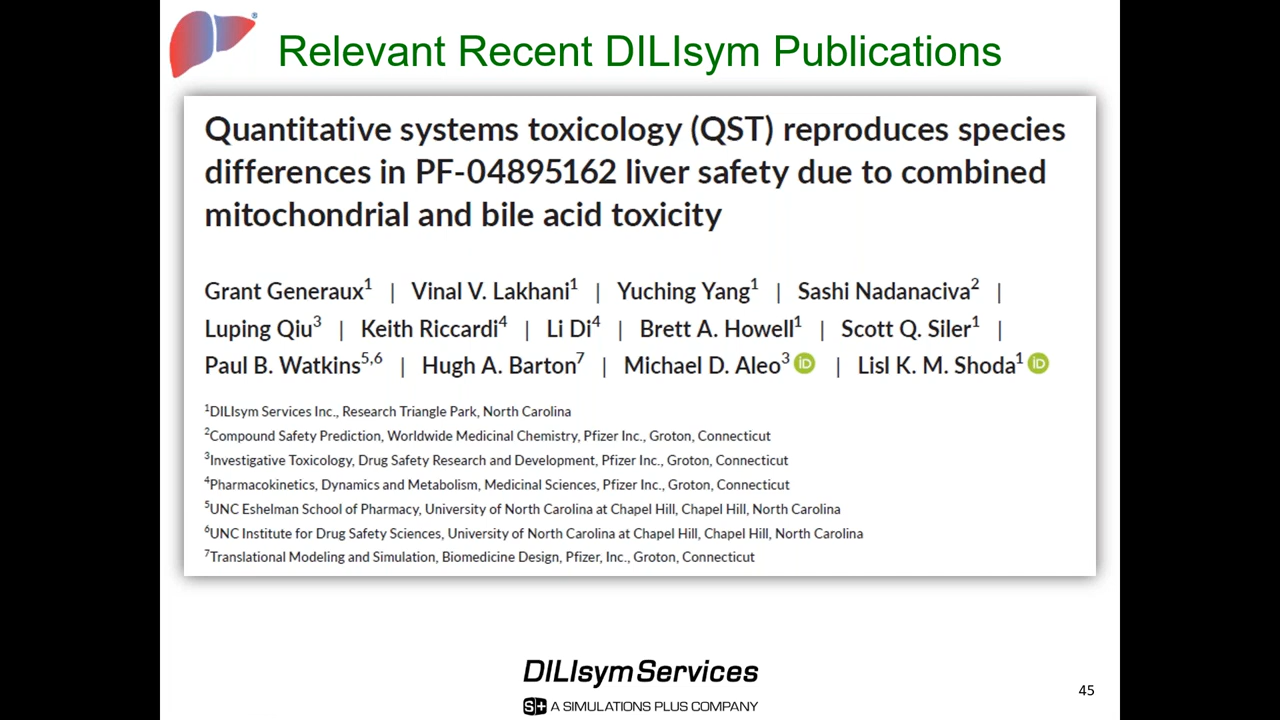 Relevant Recent DILIsym Publications
Quantitative systems toxicology (QST) reproduces species
differences in PF-04895162 liver safety due to combined
mitochondrial and bile acid toxicity
Grant Generaux1 | Vinal V. Lakhani1 | Yuching Yang1 | Sashi Nadanaciva2 |
Luping Qiu3 | Keith Riccardi4 | Li Di4 | Brett A. Howell1 | Scott Q. Siler1 |
Paul B. Watkins5,6 | Hugh A. Barton7 | Michael D. Aleo3 iD | Lisl K. M. Shoda1 iD
1DILIsym Services Inc., Research Triangle Park, North Carolina
2Compound Safety Prediction, Worldwide Medicinal Chemistry, Pfizer Inc., Groton, Connecticut
3Investigative Toxicology, Drug Safety Research and Development, Pfizer Inc., Groton, Connecticut
4Pharmacokinetics, Dynamics and Metabolism, Medicinal Sciences, Pfizer Inc., Groton, Connecticut
5UNC Eshelman School of Pharmacy, University of North Carolina at Chapel Hill, Chapel Hill, North Carolina
6UNC Institute for Drug Safety Sciences, University of North Carolina at Chapel Hill, Chapel Hill, North Carolina
7Translational Modeling and Simulation, Biomedicine Design, Pfizer, Inc., Groton, Connecticut
DILIsym Services
S+ A SIMULATIONS PLUS COMPANY
45